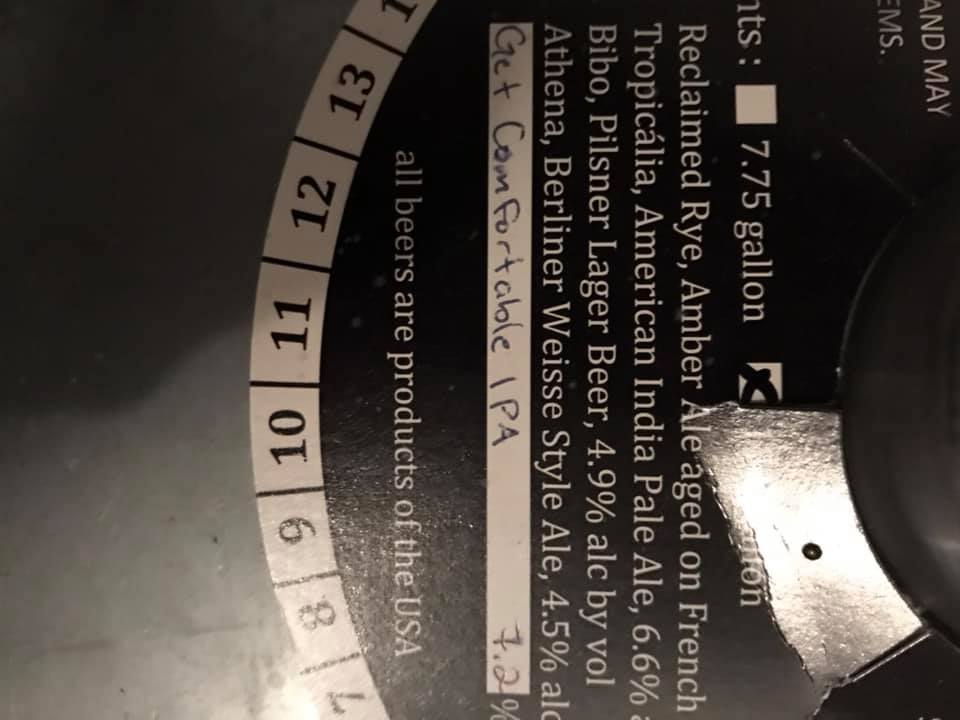 AND MAY
EMS.
nts: 7.75 gallon
Reclaimed Rye, Amber Ale aged on French
Tropicália, American India Pale Ale, 6.6%
Bibo, Pilsner Lager Beer, 4.9% alc by vol
Athena, Berliner Weisse Style Ale, 4.5% alc
Get Comfortable IPA 7.2%
all beers are products of the USA
13 12 11 10 9 8 7